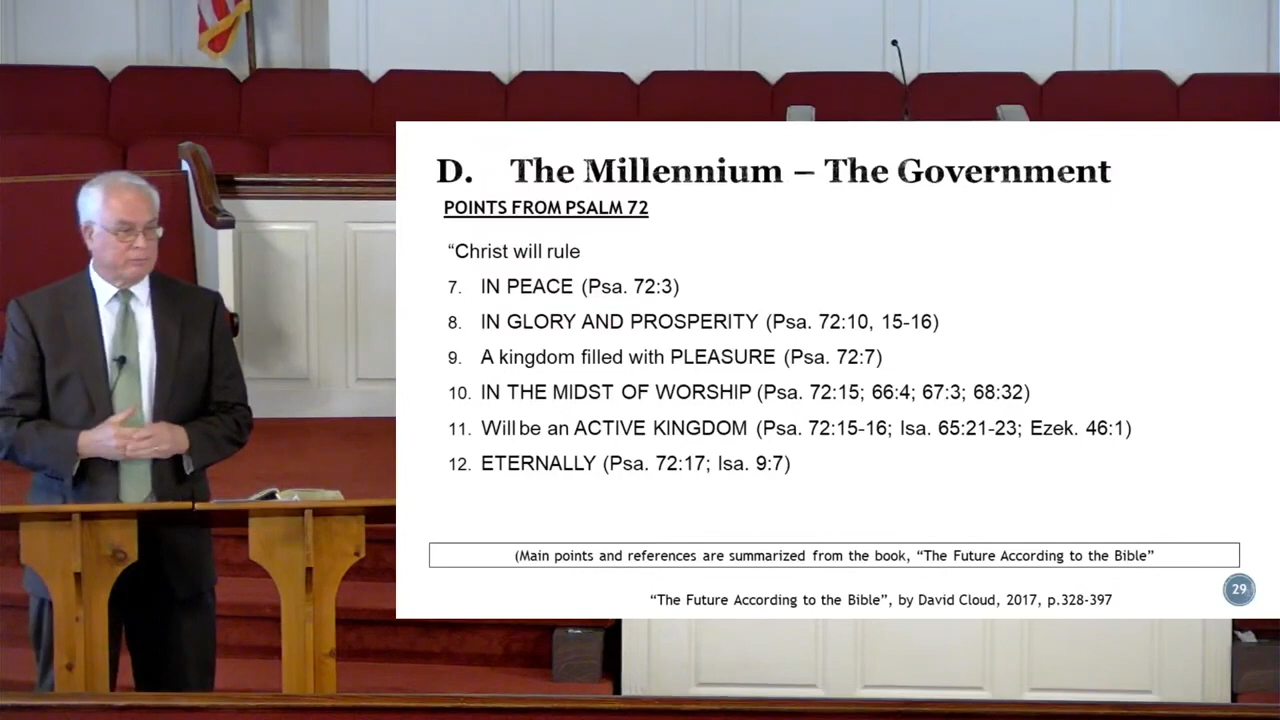 D. The Millennium – The Government
POINTS FROM PSALM 72
“Christ will rule
7. IN PEACE (Psa. 72:3)
8. IN GLORY AND PROSPERITY (Psa. 72:10, 15-16)
9. A kingdom filled with PLEASURE (Psa. 72:7)
10. IN THE MIDST OF WORSHIP (Psa. 72:15; 66:4; 67:3; 68:32)
11. Will be an ACTIVE KINGDOM (Psa. 72:15-16; Isa. 65:21-23; Ezek. 46:1)
12. ETERNALLY (Psa. 72:17; Isa. 9:7)
(Main points and references are summarized from the book, “The Future According to the Bible”
29
“The Future According to the Bible”, by David Cloud, 2017, p.328-397